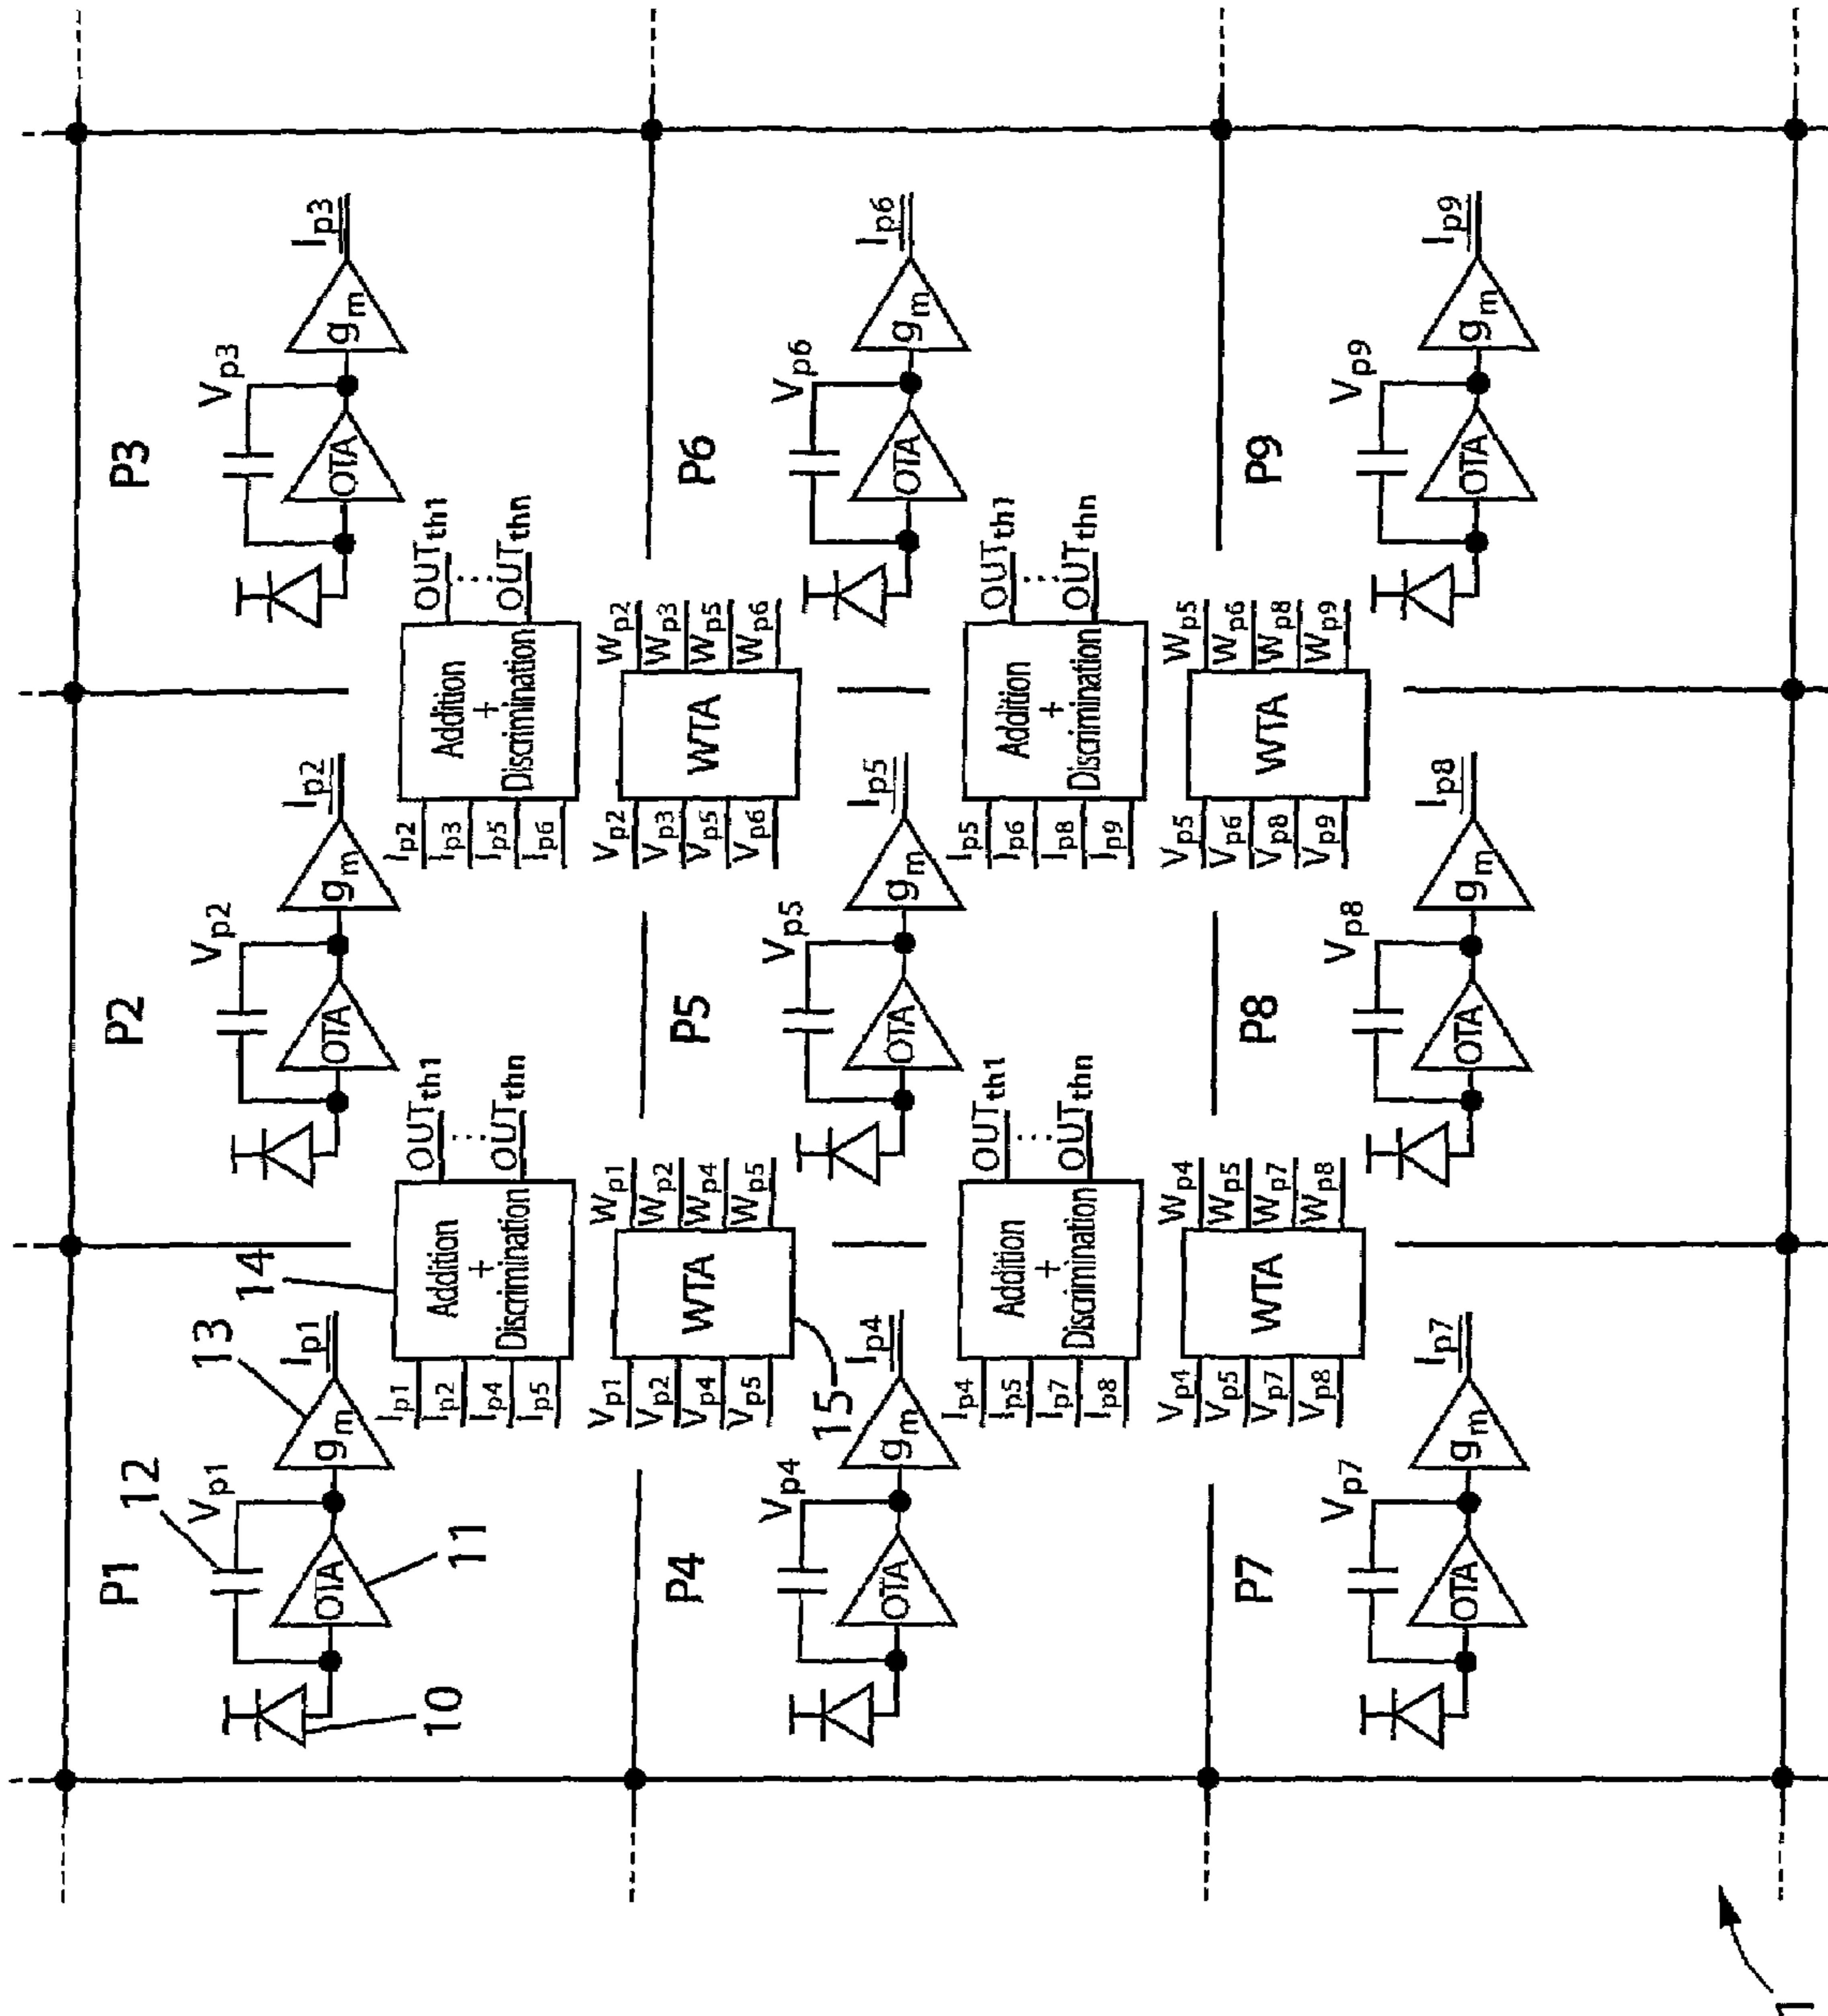 P1
P2
P3
12
13
14
Vp1
Vp2
Vp3
OTA
gm
Ip1
OTA
gm
Ip2
OTA
gm
Ip3
10
11
Ip1
Ip2
Ip4
Ip5
Addition
+
Discrimination
OUTth1
OUTthn
Ip2
Ip3
Ip5
Ip6
Addition
+
Discrimination
OUTth1
OUTthn
Vp1
Vp2
Vp4
Vp5
WTA
Wp1
Wp2
Wp4
Wp5
Vp2
Vp3
Vp5
Vp6
WTA
Wp2
Wp3
Wp5
Wp6
15
P4
P5
P6
Vp4
Vp5
Vp6
OTA
gm
Ip4
OTA
gm
Ip5
OTA
gm
Ip6
Ip4
Ip5
Ip7
Ip8
Addition
+
Discrimination
OUTth1
OUTthn
Ip5
Ip6
Ip8
Ip9
Addition
+
Discrimination
OUTth1
OUTthn
Vp4
Vp5
Vp7
Vp8
WTA
Wp4
Wp5
Wp7
Wp8
Vp5
Vp6
Vp8
Vp9
WTA
Wp5
Wp6
Wp8
Wp9
P7
P8
P9
Vp7
Vp8
Vp9
OTA
gm
Ip7
OTA
gm
Ip8
OTA
gm
Ip9
1